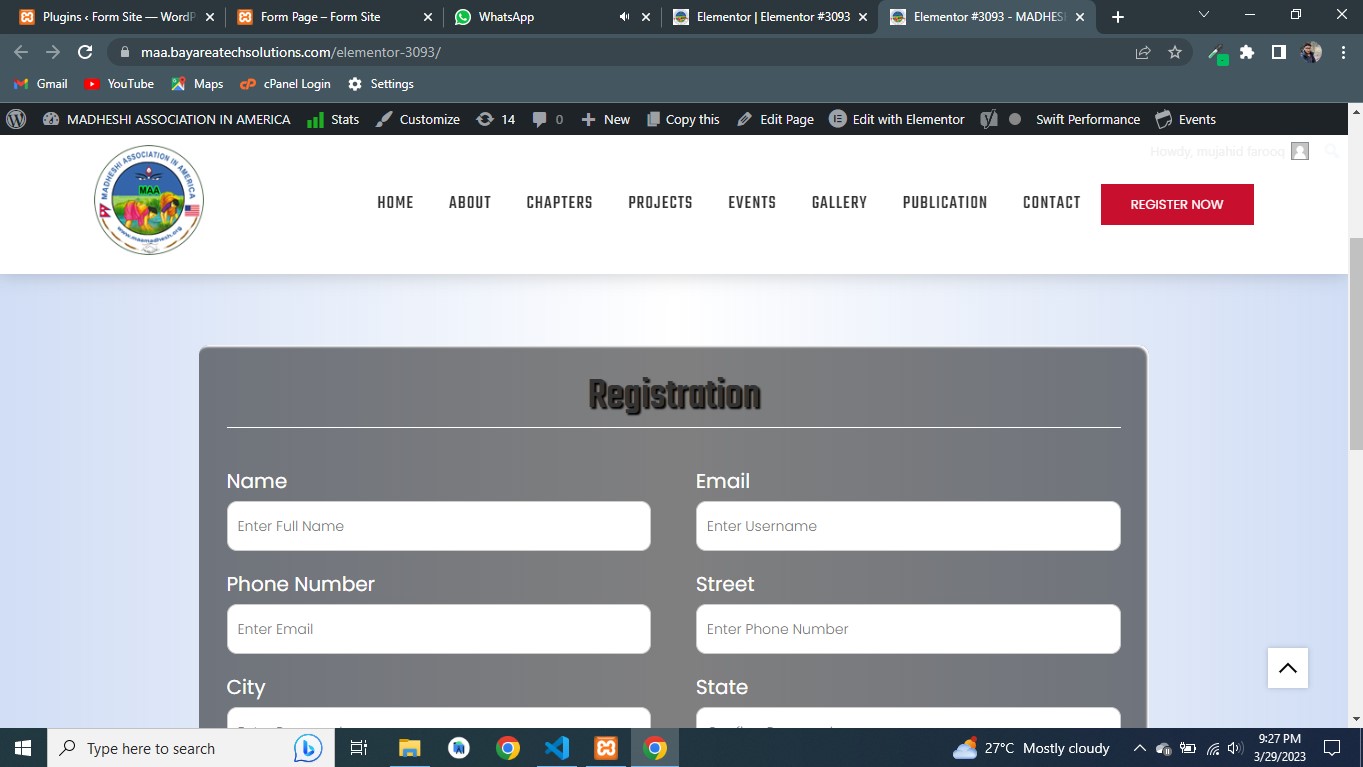 Plugins ‹ Form Site — WordP
Form Page – Form Site
WhatsApp
Elementor | Elementor #3093
Elementor #3093 - MADHESI
maa.bayareatechsolutions.com/elementor-3093/
Gmail
YouTube
Maps
cPanel Login
Settings
MADHESHI ASSOCIATION IN AMERICA
Stats
Customize
14
0
New
Copy this
Edit Page
Edit with Elementor
Swift Performance
Events
Howdy, mujahid farooq
MADHESHI ASSOCIATION IN AMERICA
MAA
www.maamadhesh.org
HOME
ABOUT
CHAPTERS
PROJECTS
EVENTS
GALLERY
PUBLICATION
CONTACT
REGISTER NOW
Registration
Name
Email
Enter Full Name
Enter Username
Phone Number
Street
Enter Email
Enter Phone Number
City
State
Type here to search
27°C Mostly cloudy
9:27 PM
3/29/2023